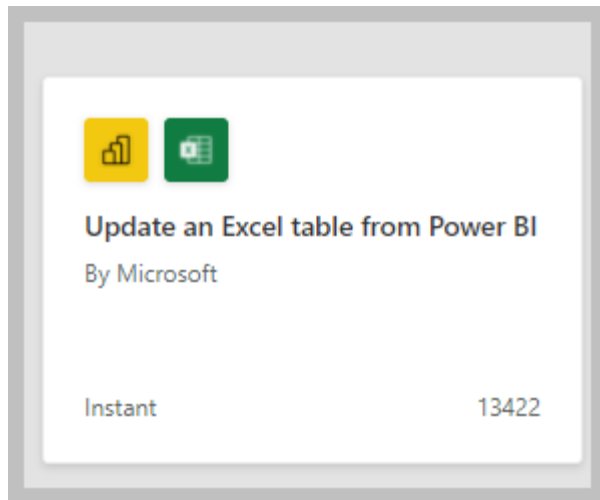 Update an Excel table from Power BI
By Microsoft
Instant 13422